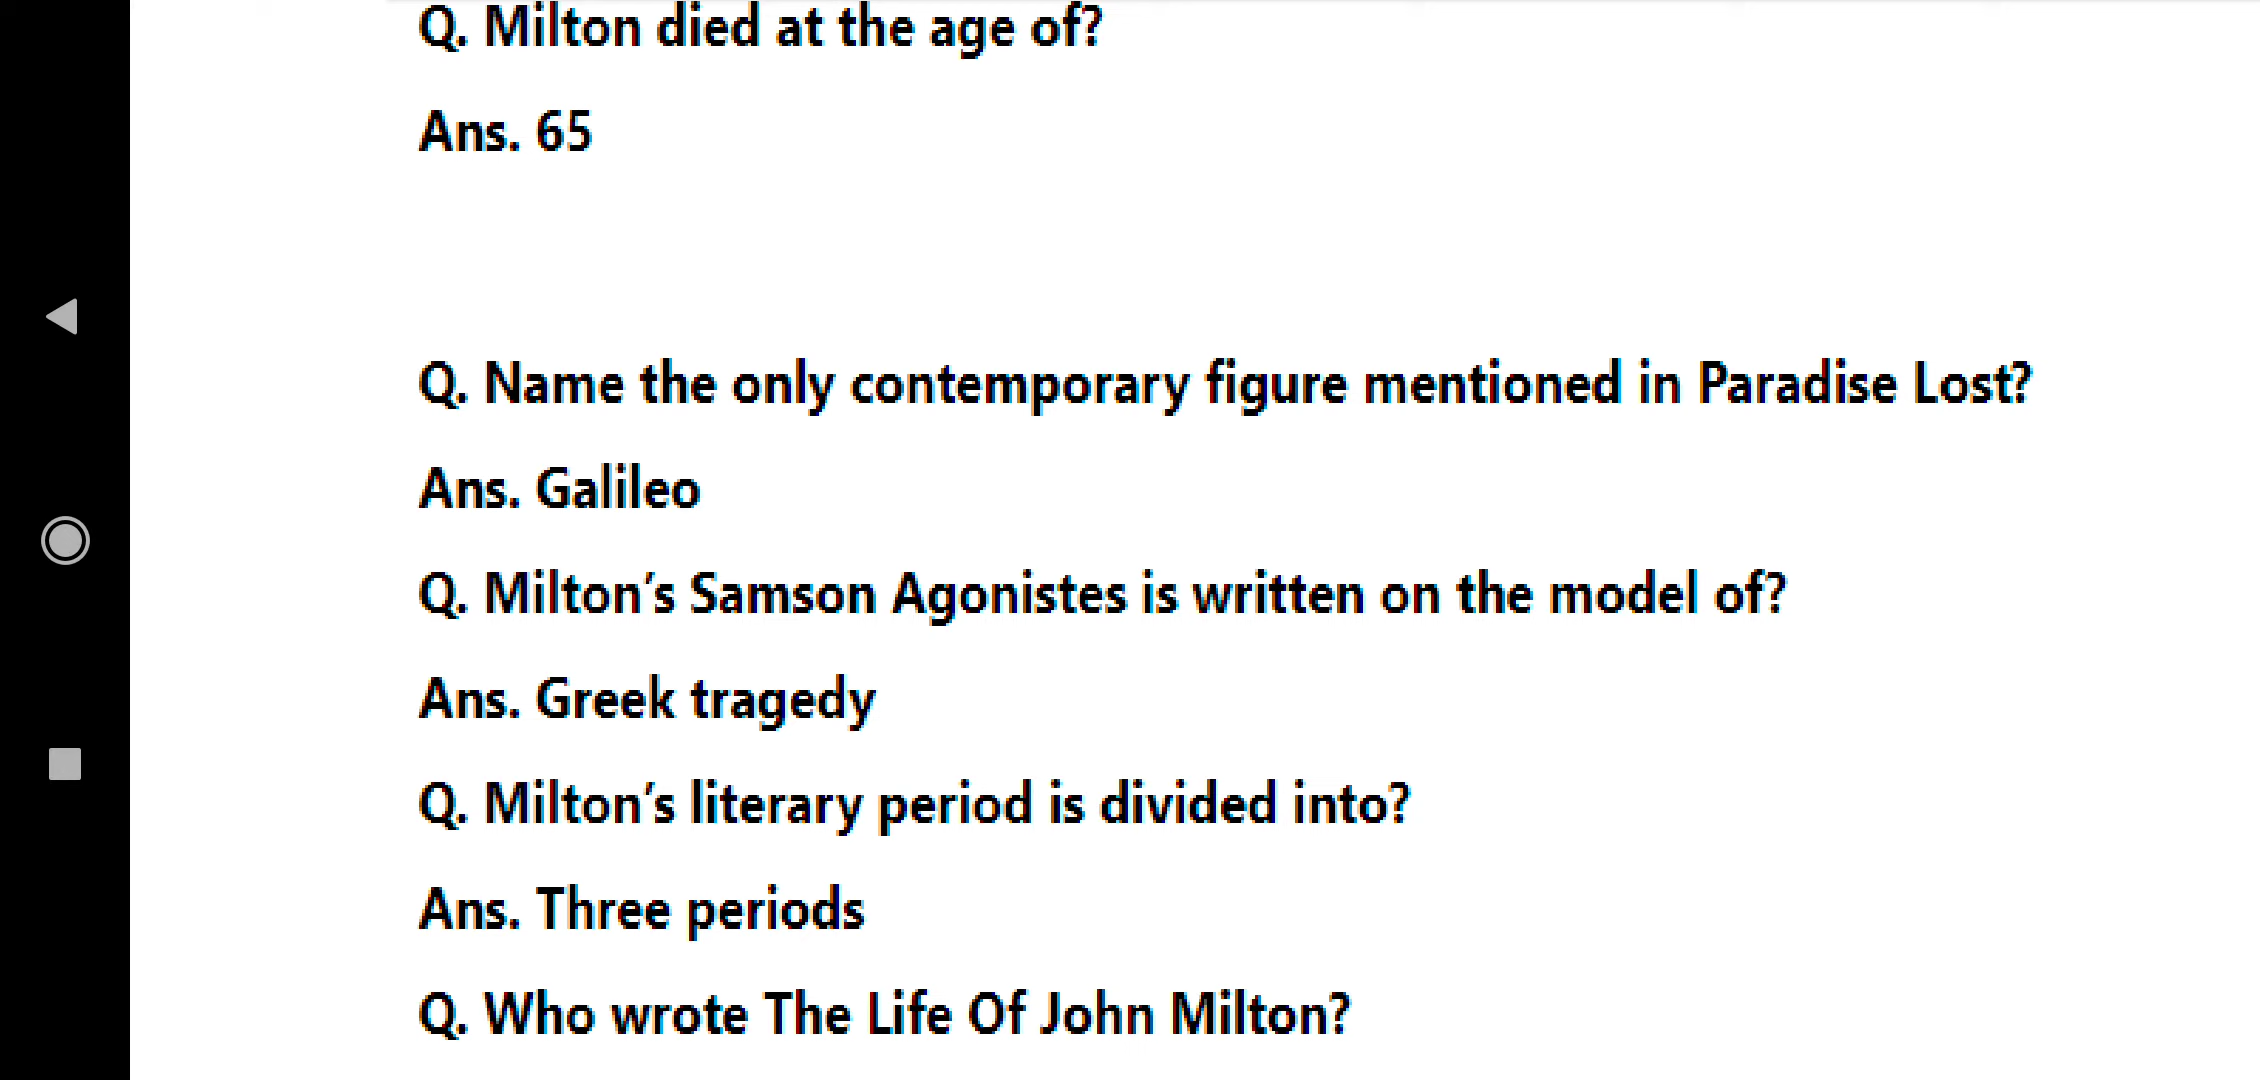 Q. Milton died at the age of?
Ans. 65
Q. Name the only contemporary figure mentioned in Paradise Lost?
Ans. Galileo
Q. Milton's Samson Agonistes is written on the model of?
Ans. Greek tragedy
Q. Milton's literary period is divided into?
Ans. Three periods
Q. Who wrote The Life Of John Milton?